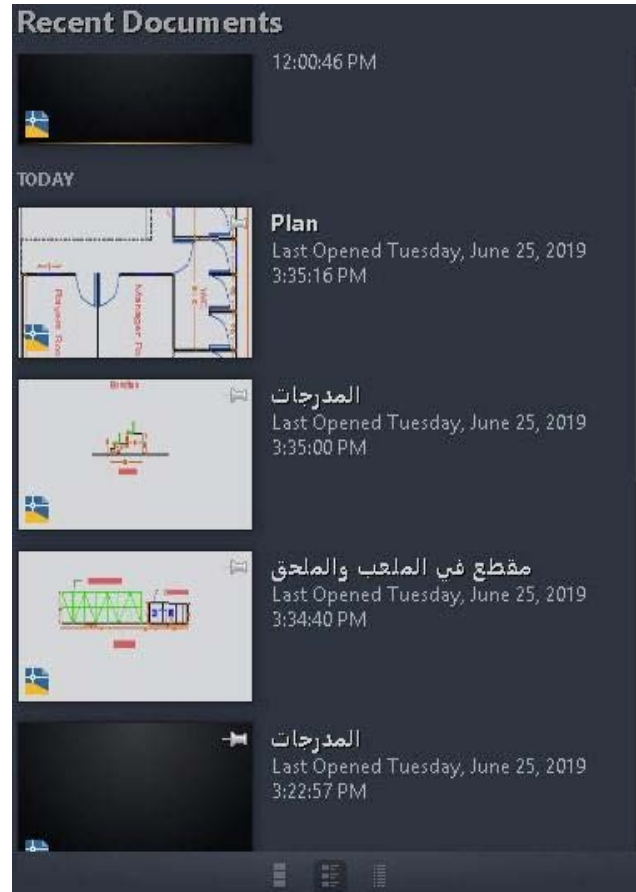 Recent Documents
12:00:46 PM
TODAY
Plan
Last Opened Tuesday, June 25, 2019
3:35:16 PM
المدرجات
Last Opened Tuesday, June 25, 2019
3:35:00 PM
مقطع في الملعب والملحق
Last Opened Tuesday, June 25, 2019
3:34:40 PM
المدرجات
Last Opened Tuesday, June 25, 2019
3:22:57 PM